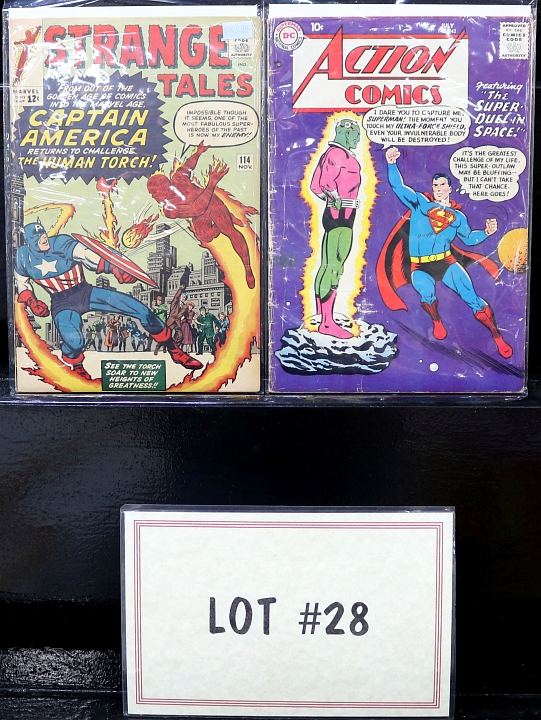 STRANGE
TALES
CODE
AUTHORITY
IND.
MARVEL
12¢
FROM OUT OF THE
GOLDEN AGE OF COMICS
INTO THE MARVEL AGE,
CAPTAIN
AMERICA
RETURNS TO CHALLENGE
THE HUMAN TORCH!
IMPOSSIBLE THOUGH
IT SEEMS, ONE OF THE
MOST FABULOUS SUPER-
HEROES OF THE PAST
IS NOW MY ENEMY!
114
NOV.
SEE THE TORCH
SOAR TO NEW
HEIGHTS OF
GREATNESS!!
DC
10¢
JULY
ACTION
COMICS
APPROVED
BY THE
COMICS
CODE
AUTHORITY
Featuring
The
SUPER-
DUEL IN
SPACE!
I DARE YOU TO CAPTURE ME,
SUPERMAN! THE MOMENT YOU
TOUCH MY ULTRA-FORCE SHIELD,
EVEN YOUR INVULNERABLE BODY
WILL BE DESTROYED!
IT'S THE GREATEST
CHALLENGE OF MY LIFE.
THIS SUPER-OUTLAW
MAY BE BLUFFING--
BUT I CAN'T TAKE
THAT CHANCE.
HERE GOES!
S
LOT #28